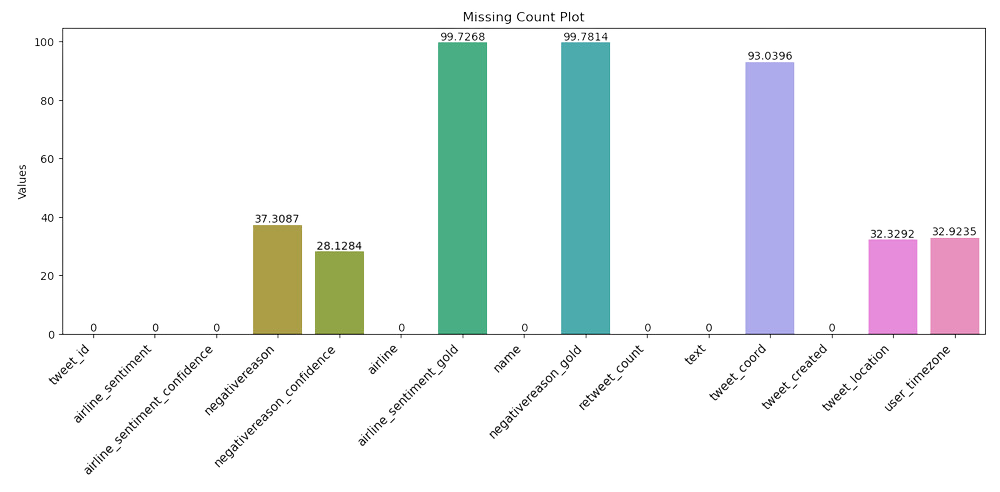 Missing Count Plot
Values
100
80
60
40
20
0
0
0
0
37.3087
28.1284
0
99.7268
0
99.7814
0
0
93.0396
0
32.3292
32.9235
tweet_id
airline_sentiment
airline_sentiment_confidence
negativereason
negativereason_confidence
airline
airline_sentiment_gold
name
negativereason_gold
retweet_count
text
tweet_coord
tweet_created
tweet_location
user_timezone